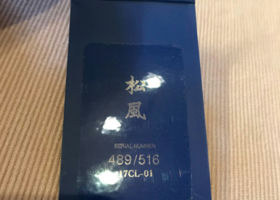 松
風
SERIAL NUMBER
489/516
17CL-01